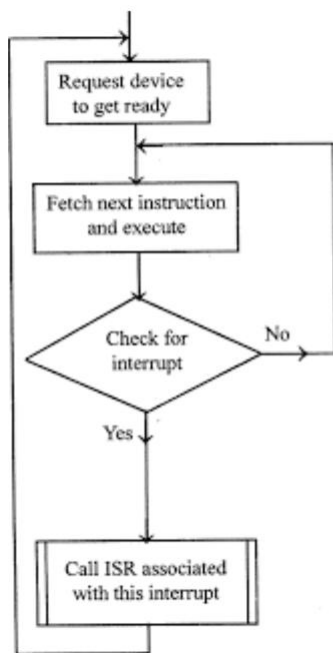 Request device
to get ready
Fetch next instruction
and execute
Check for
interrupt
No
Yes
Call ISR associated
with this interrupt